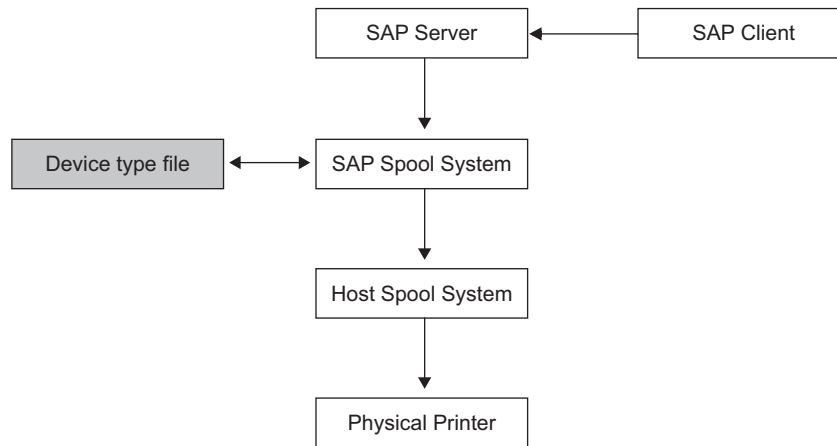 SAP Server
SAP Client
Device type file
SAP Spool System
Host Spool System
Physical Printer